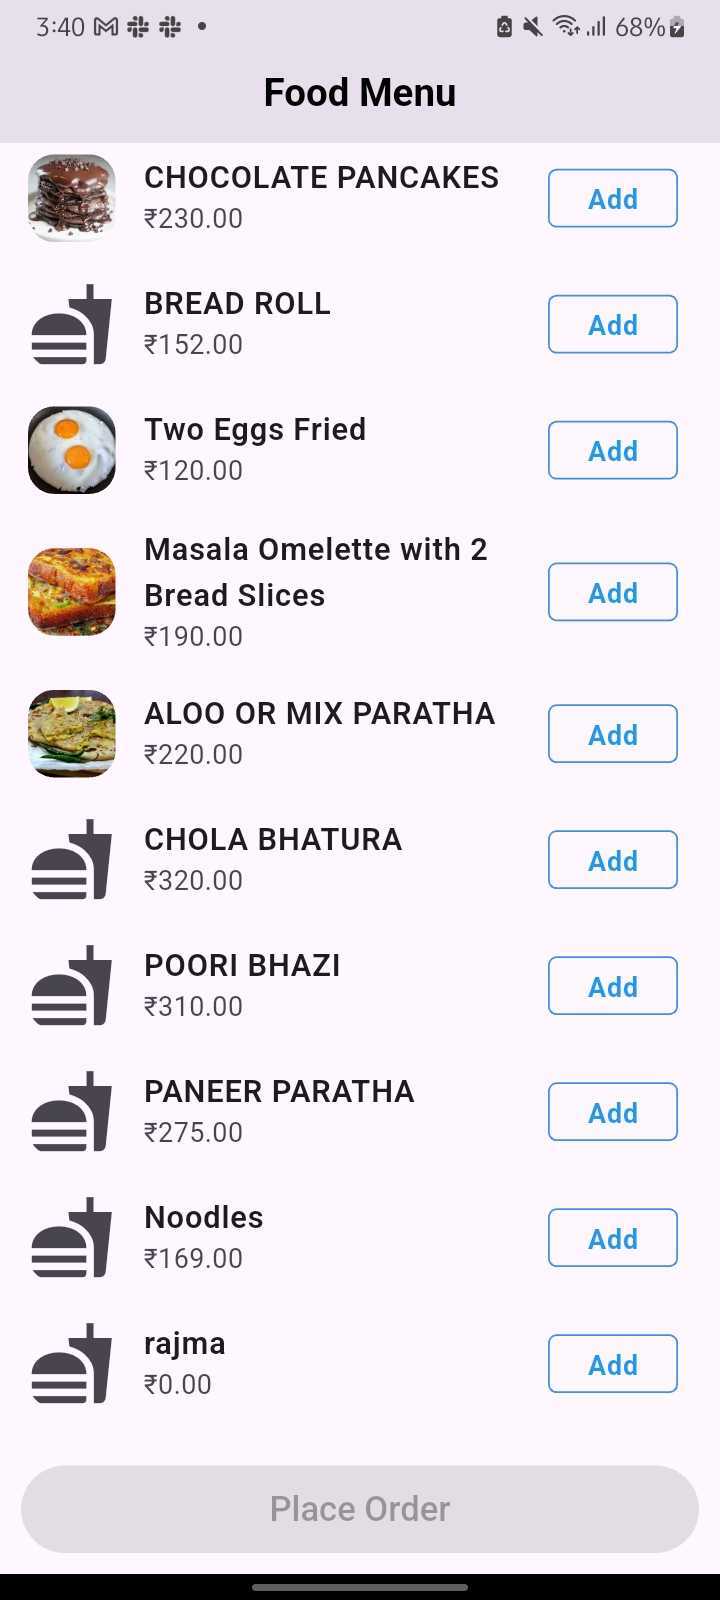 3:40
68%
Food Menu
CHOCOLATE PANCAKES
₹230.00
Add
BREAD ROLL
₹152.00
Add
Two Eggs Fried
₹120.00
Add
Masala Omelette with 2
Bread Slices
₹190.00
Add
ALOO OR MIX PARATHA
₹220.00
Add
CHOLA BHATURA
₹320.00
Add
POORI BHAZI
₹310.00
Add
PANEER PARATHA
₹275.00
Add
Noodles
₹169.00
Add
rajma
₹0.00
Add
Place Order